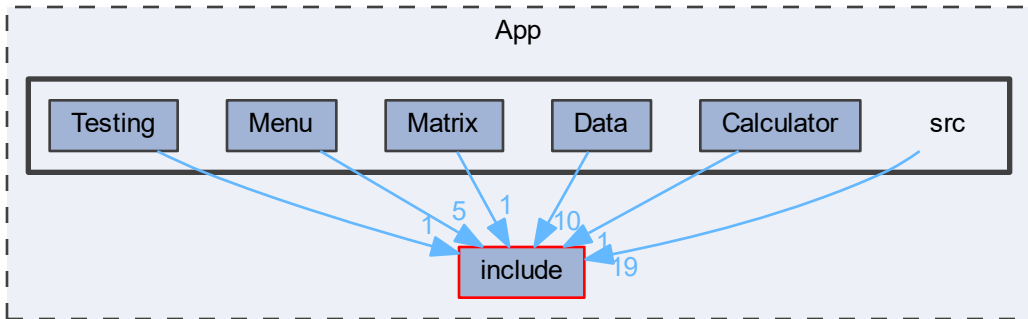 App
Testing
Menu
Matrix
Data
Calculator
src
1
5
1
10
1
19
include